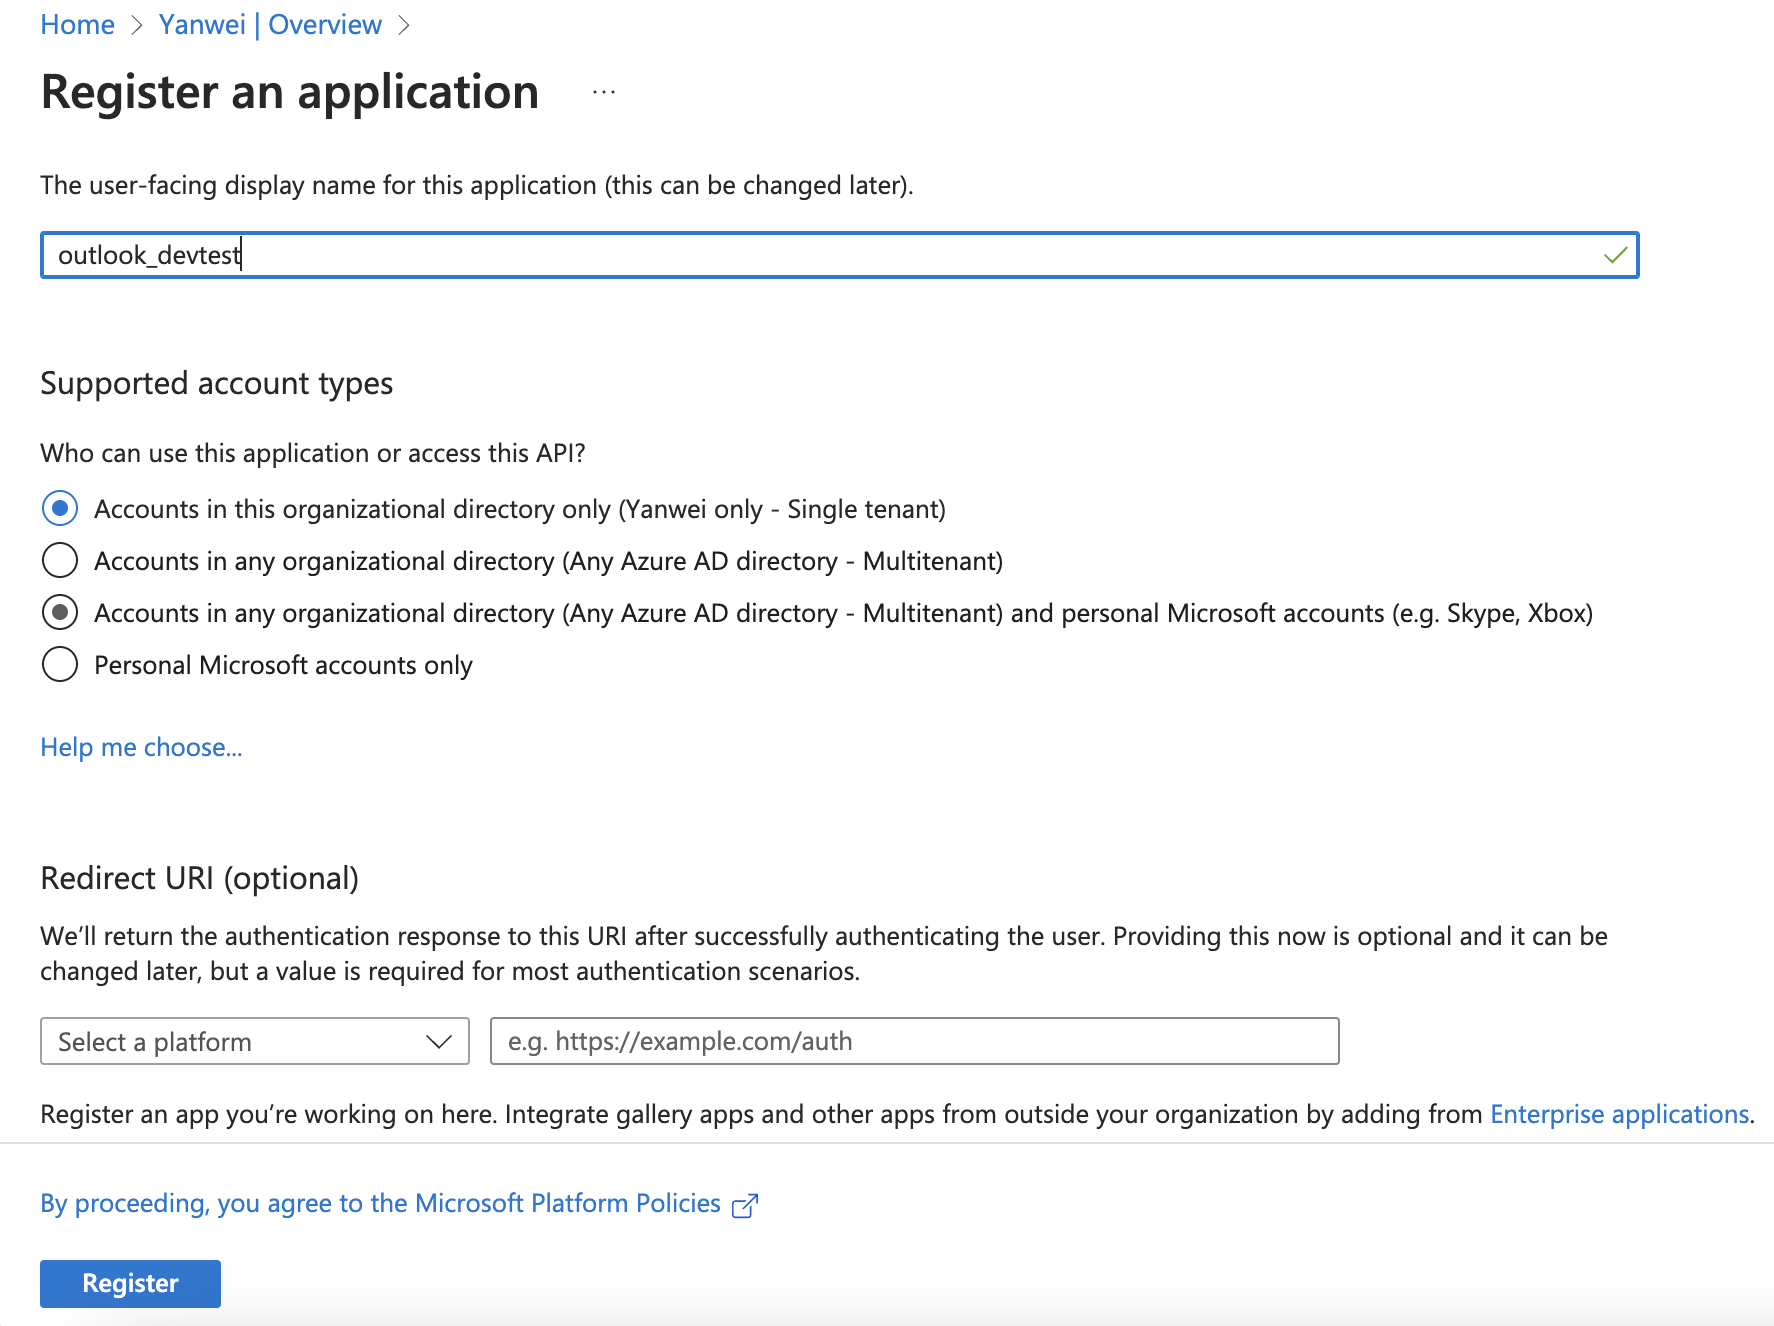 Home > Yanwei | Overview >
Register an application ...
The user-facing display name for this application (this can be changed later).
outlook_devtest
Supported account types
Who can use this application or access this API?
Accounts in this organizational directory only (Yanwei only - Single tenant)
Accounts in any organizational directory (Any Azure AD directory - Multitenant)
Accounts in any organizational directory (Any Azure AD directory - Multitenant) and personal Microsoft accounts (e.g. Skype, Xbox)
Personal Microsoft accounts only
Help me choose...
Redirect URI (optional)
We’ll return the authentication response to this URI after successfully authenticating the user. Providing this now is optional and it can be
changed later, but a value is required for most authentication scenarios.
Select a platform
e.g. https://example.com/auth
Register an app you’re working on here. Integrate gallery apps and other apps from outside your organization by adding from Enterprise applications.
By proceeding, you agree to the Microsoft Platform Policies
Register